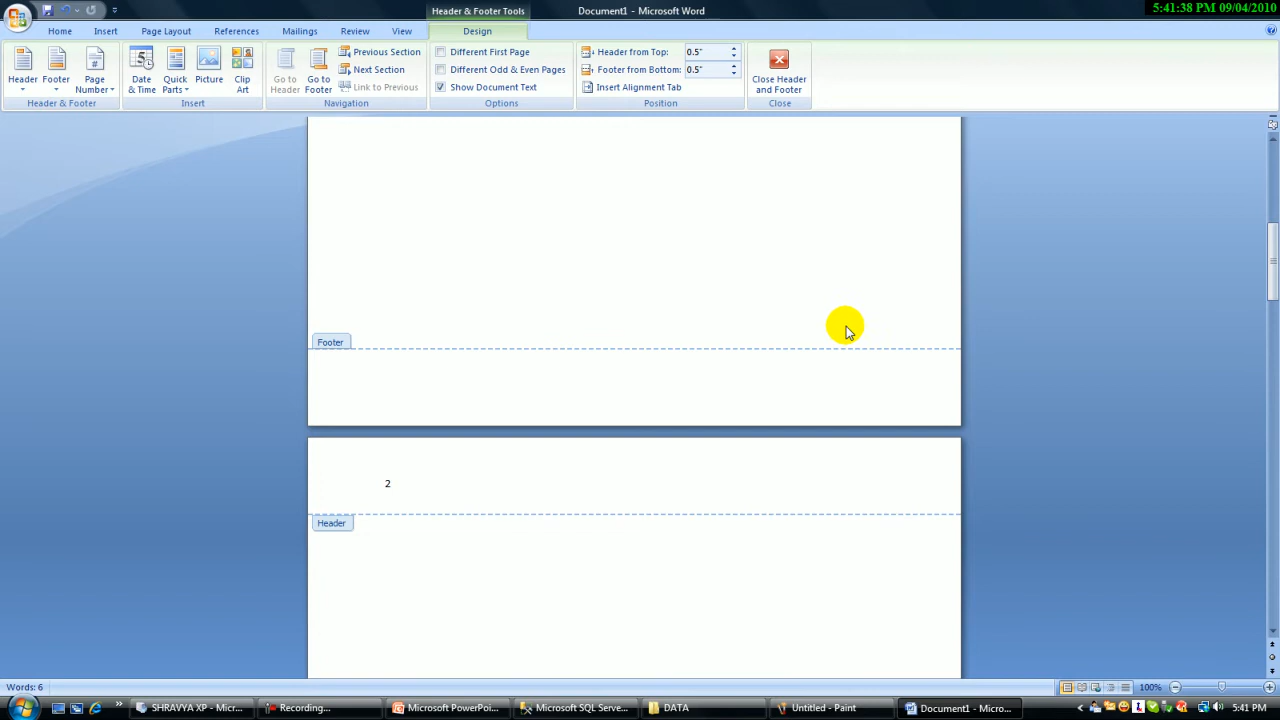 Header & Footer Tools
Document1 - Microsoft Word
5:41:38 PM 09/04/2010
Home
Insert
Page Layout
References
Mailings
Review
View
Design
Header
Footer
Page
Number
Header & Footer
Date
& Time
Quick
Parts
Picture
Clip
Art
Insert
Go to
Header
Go to
Footer
Previous Section
Next Section
Link to Previous
Navigation
Different First Page
Different Odd & Even Pages
Show Document Text
Options
Header from Top: 0.5"
Footer from Bottom: 0.5"
Insert Alignment Tab
Position
Close Header
and Footer
Close
Footer
2
Header
Words: 6
100%
SHRAVYA XP - Micr...
Recording...
Microsoft PowerPoi...
Microsoft SQL Serve...
DATA
Untitled - Paint
Document1 - Micros...
5:41 PM